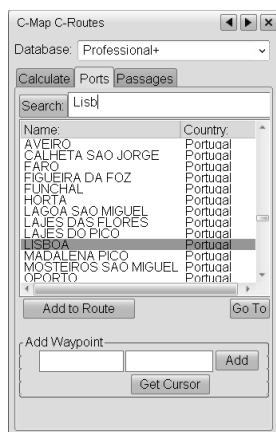 C-Map C-Routes
Database: Professional+
Calculate Ports Passages
Search: Lisb
Name: Country:
AVEIRO Portugal
CALHETA SAO JORGE Portugal
FARO Portugal
FIGUEIRA DA FOZ Portugal
FUNCHAL Portugal
HORTA Portugal
LAGOA SAO MIGUEL Portugal
LAJES DAS FLORES Portugal
LAJES DO PICO Portugal
LISBOA Portugal
MADALENA PICO Portugal
MOSTEIROS SAO MIGUEL Portugal
OPORTO Portugal
Add to Route Go To
Add Waypoint
Add
Get Cursor